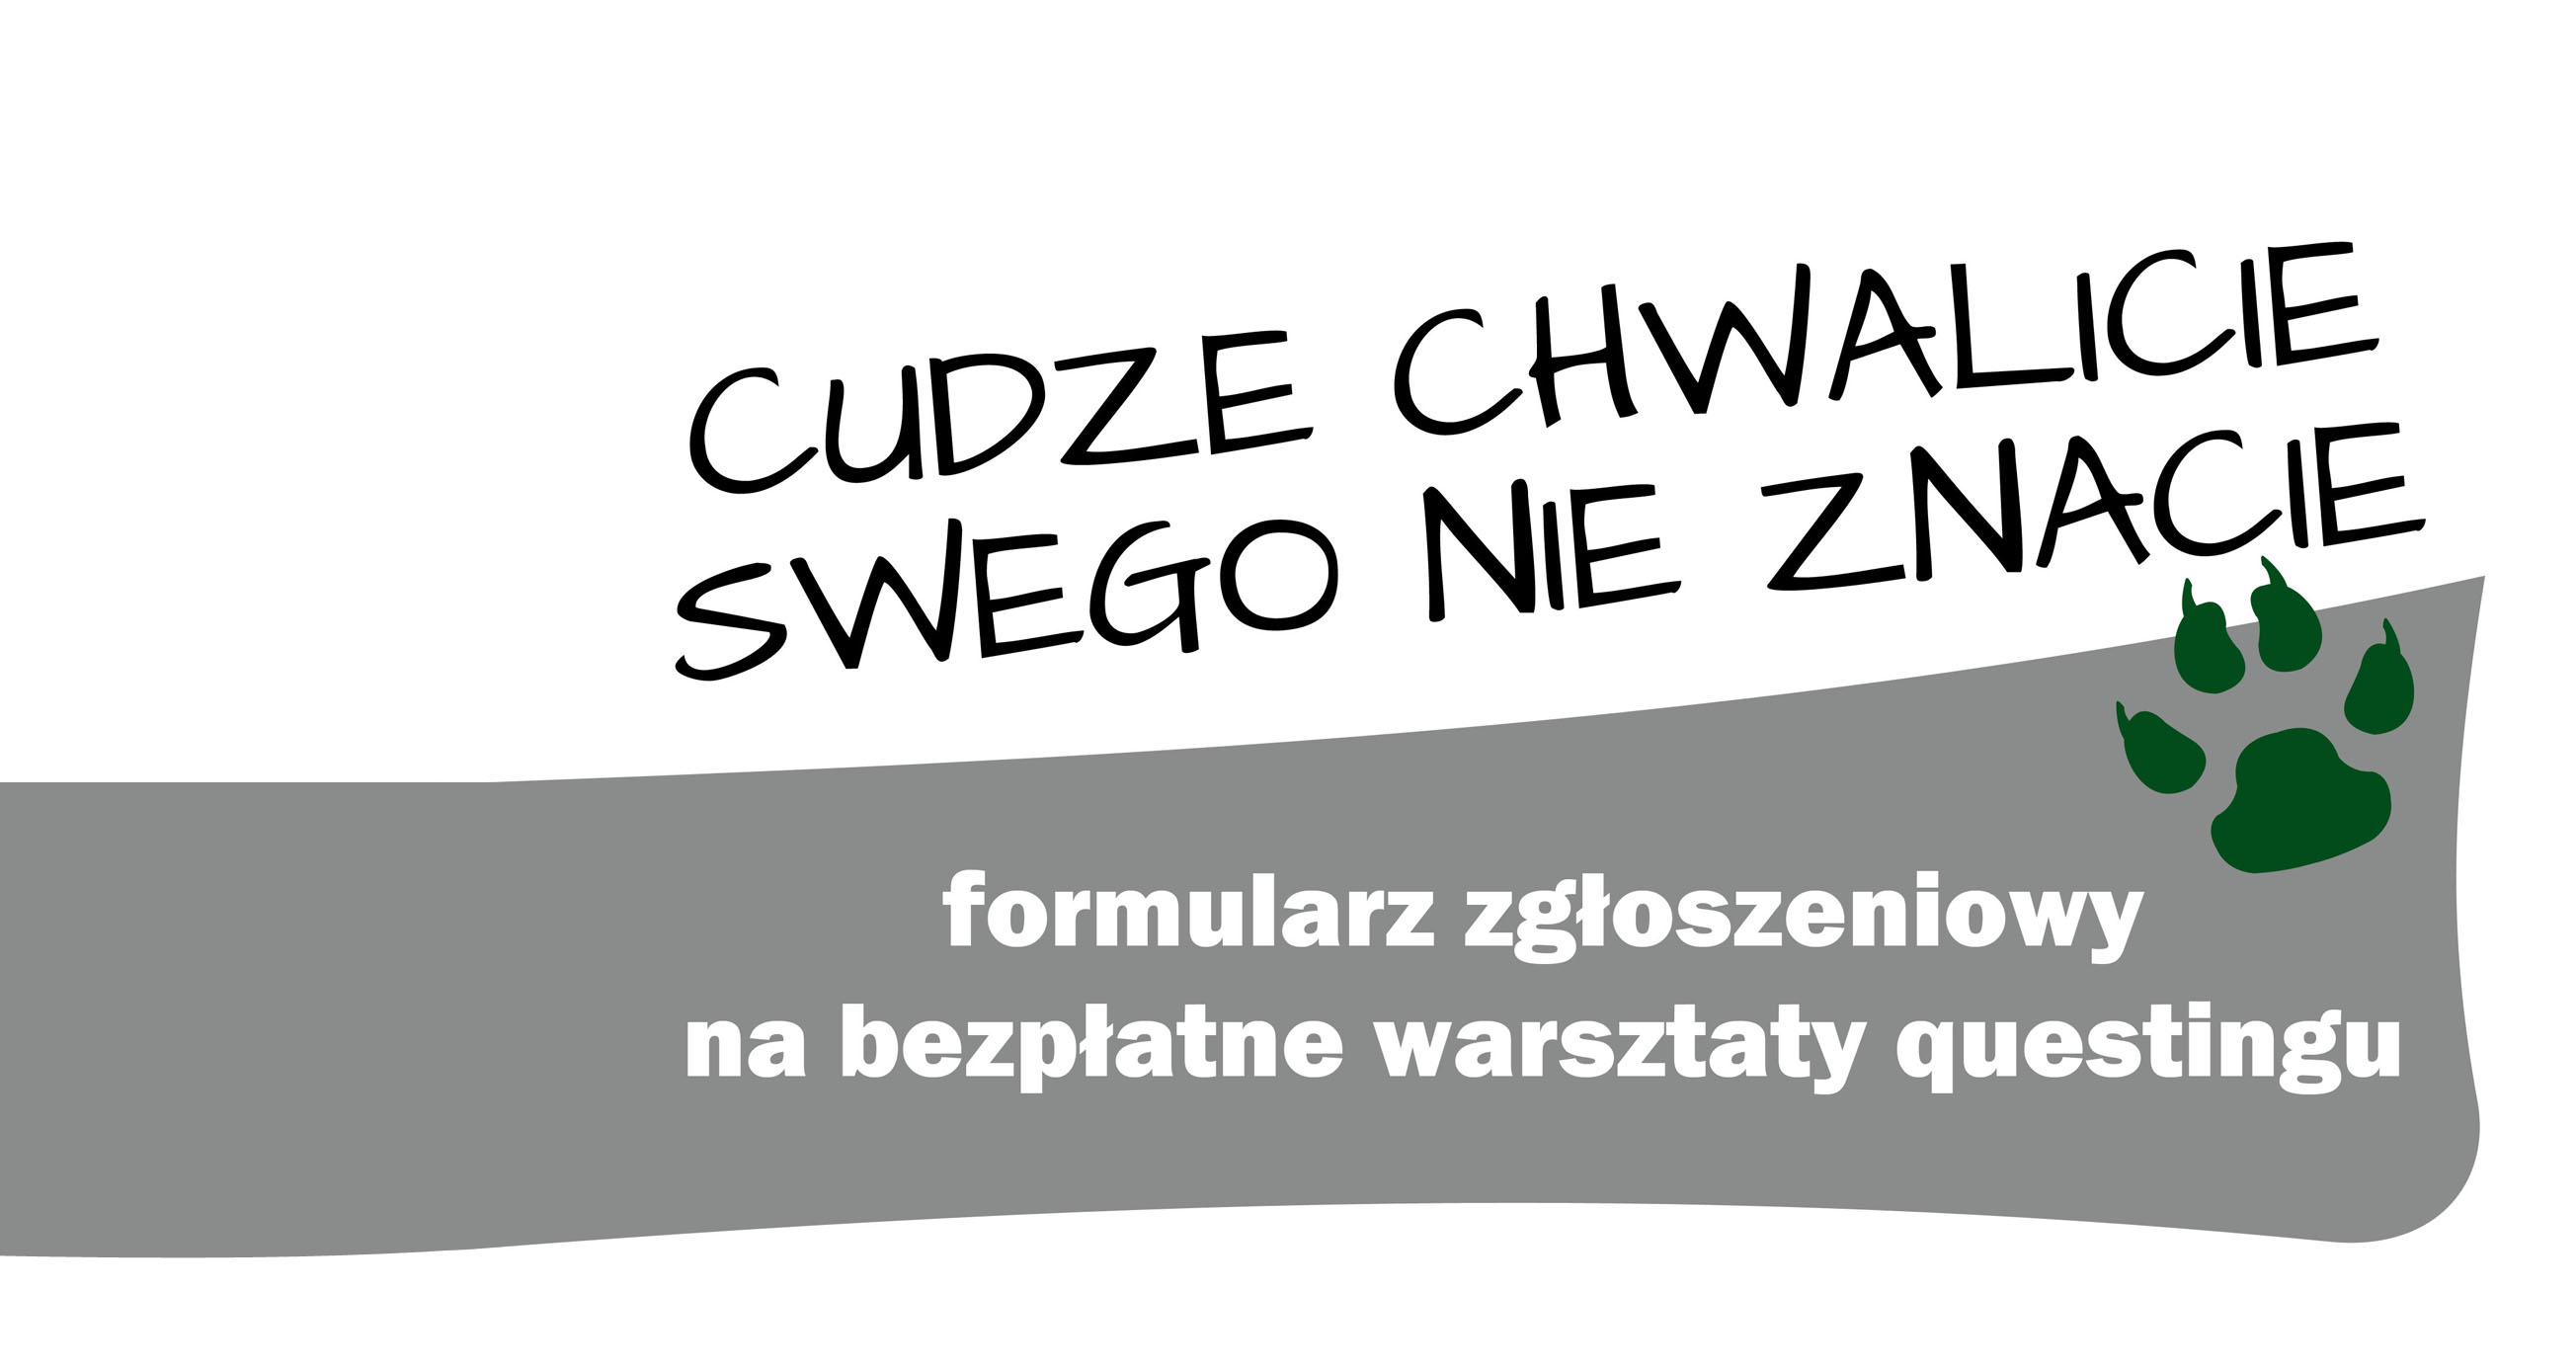 CUDZE CHWALICIE
SWEGO NIE ZNACIE
formularz zgłoszeniowy
na bezpłatne warsztaty questingu